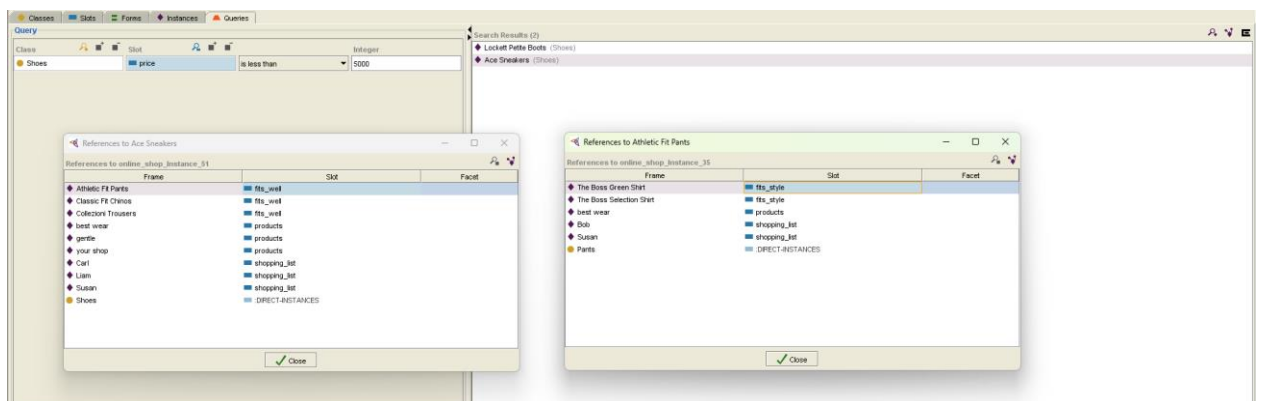 Classes Slots Forms Instances Queries
Query
Class Slot Integer
Shoes price is less than 5000
Search Results (2)
Lockett Petite Boots (Shoes)
Ace Sneakers (Shoes)
References to Ace Sneakers
References to online_shop_Instance_51
Frame Slot Facet
Athletic Fit Pants fits_well
Classic Fit Chinos fits_well
Collezioni Trousers fits_well
best wear products
gentle products
your shop products
Carl shopping_list
Liam shopping_list
Susan shopping_list
Shoes :DIRECT-INSTANCES
Close
References to Athletic Fit Pants
References to online_shop_Instance_35
Frame Slot Facet
The Boss Green Shirt fits_style
The Boss Selection Shirt fits_style
best wear products
Bob shopping_list
Susan shopping_list
Pants :DIRECT-INSTANCES
Close